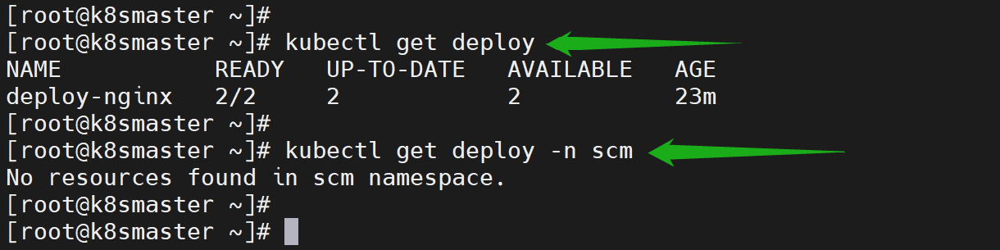 [root@k8smaster ~]#
[root@k8smaster ~]# kubectl get deploy
NAME           READY   UP-TO-DATE   AVAILABLE   AGE
deploy-nginx   2/2     2            2           23m
[root@k8smaster ~]#
[root@k8smaster ~]# kubectl get deploy -n scm
No resources found in scm namespace.
[root@k8smaster ~]#
[root@k8smaster ~]#